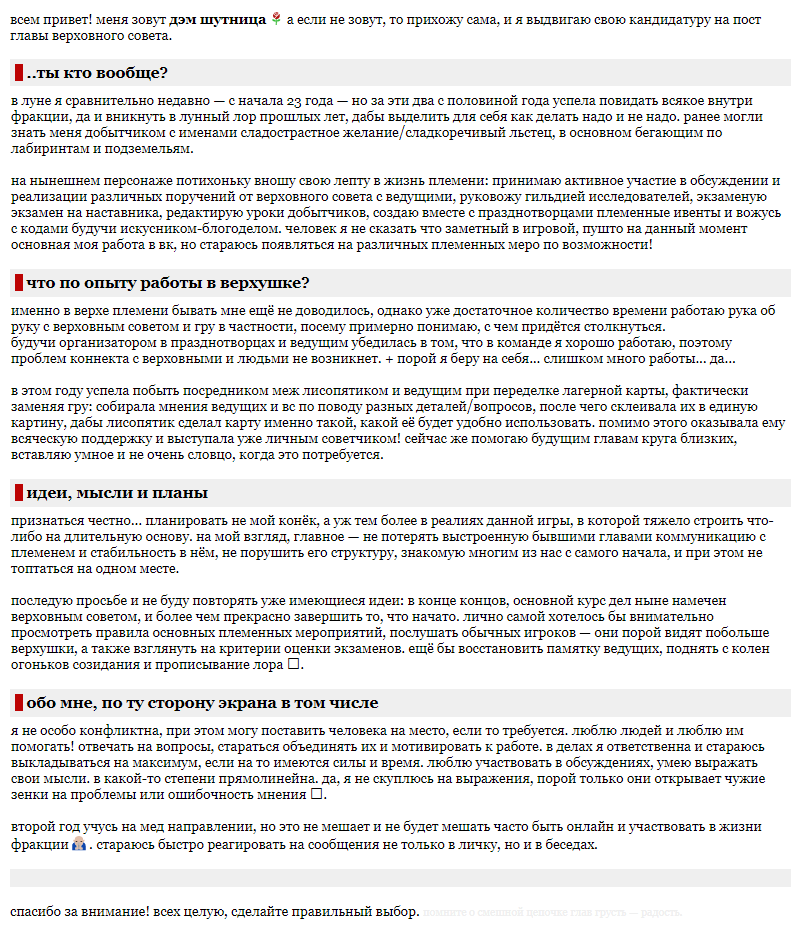 всем привет! меня зовут дэм шутница 🌹 а если не зовут, то прихожу сама, и я выдвигаю свою кандидатуру на пост
главы верховного совета.
..ты кто вообще?
в луне я сравнительно недавно — с начала 23 года — но за эти два с половиной года успела повидать всякое внутри
фракции, да и вникнуть в лунный лор прошлых лет, дабы выделить для себя как делать надо и не надо. ранее могли
знать меня добытчиком с именами сладострастное желание/сладкоречивый льстец, в основном бегающим по
лабиринтам и подземельям.
на нынешнем персонаже потихоньку вношу свою лепту в жизнь племени: принимаю активное участие в обсуждении и
реализации различных поручений от верховного совета с ведущими, руковожу гильдией исследователей, экзаменую
экзамен на наставника, редактирую уроки добытчиков, создаю вместе с празднотворцами племенные ивенты и вожусь
с кодами будучи искусником-блогоделом. человек я не сказать что заметный в игровой, пушто на данный момент
основная моя работа в вк, но стараюсь появляться на различных племенных меро по возможности!
что по опыту работы в верхушке?
именно в верхе племени бывать мне ещё не доводилось, однако уже достаточное количество времени работаю рука об
руку с верховным советом и гру в частности, посему примерно понимаю, с чем придётся столкнуться.
будучи организатором в празднотворцах и ведущим убедилась в том, что в команде я хорошо работаю, поэтому
проблем коннекта с верховными и людьми не возникнет. + порой я беру на себя... слишком много работы... да...
в этом году успела побыть посредником меж лисопятиком и ведущим при переделке лагерной карты, фактически
заменяя гру: собирала мнения ведущих и вс по поводу разных деталей/вопросов, после чего склеивала их в единую
картину, дабы лисопятик сделал карту именно такой, какой её будет удобно использовать. помимо этого оказывала ему
всяческую поддержку и выступала уже личным советчиком! сейчас же помогаю будущим главам круга близких,
вставляю умное и не очень словцо, когда это потребуется.
идеи, мысли и планы
признаться честно... планировать не мой конёк, а уж тем более в реалиях данной игры, в которой тяжело строить что-
либо на длительную основу. на мой взгляд, главное — не потерять выстроенную бывшими главами коммуникацию с
племенем и стабильность в нём, не порушить его структуру, знакомую многим из нас с самого начала, и при этом не
топтаться на одном месте.
последую просьбе и не буду повторять уже имеющиеся идеи: в конце концов, основной курс дел ныне намечен
верховным советом, и более чем прекрасно завершить то, что начато. лично самой хотелось бы внимательно
просмотреть правила основных племенных мероприятий, послушать обычных игроков — они порой видят побольше
верхушки, а также взглянуть на критерии оценки экзаменов. ещё бы восстановить памятку ведущих, поднять с колен
огоньков созидания и прописывание лора ☐.
обо мне, по ту сторону экрана в том числе
я не особо конфликтна, при этом могу поставить человека на место, если то требуется. люблю людей и люблю им
помогать! отвечать на вопросы, стараться объединять их и мотивировать к работе. в делах я ответственна и стараюсь
выкладываться на максимум, если на то имеются силы и время. люблю участвовать в обсуждениях, умею выражать
свои мысли. в какой-то степени прямолинейна. да, я не скуплюсь на выражения, порой только они открывает чужие
зенки на проблемы или ошибочность мнения ☐.
второй год учусь на мед направлении, но это не мешает и не будет мешать часто быть онлайн и участвовать в жизни
фракции . стараюсь быстро реагировать на сообщения не только в личку, но и в беседах.
спасибо за внимание! всех целую, сделайте правильный выбор.